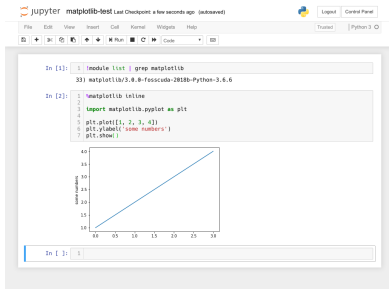 jupyter matplotlib-test Last Checkpoint: a few seconds ago (autosaved)
Logout Control Panel
File Edit View Insert Cell Kernel Widgets Help
Trusted Python 3
Run Code
In [1]: 1 !module list | grep matplotlib
33) matplotlib/3.0.0-fosscuda-2018b-Python-3.6.6
In [2]: 1 %matplotlib inline
2
3 import matplotlib.pyplot as plt
4
5 plt.plot([1, 2, 3, 4])
6 plt.ylabel('some numbers')
7 plt.show()
4.0
3.5
3.0
2.5
2.0
1.5
1.0
some numbers
0.0 0.5 1.0 1.5 2.0 2.5 3.0
In [ ]: 1